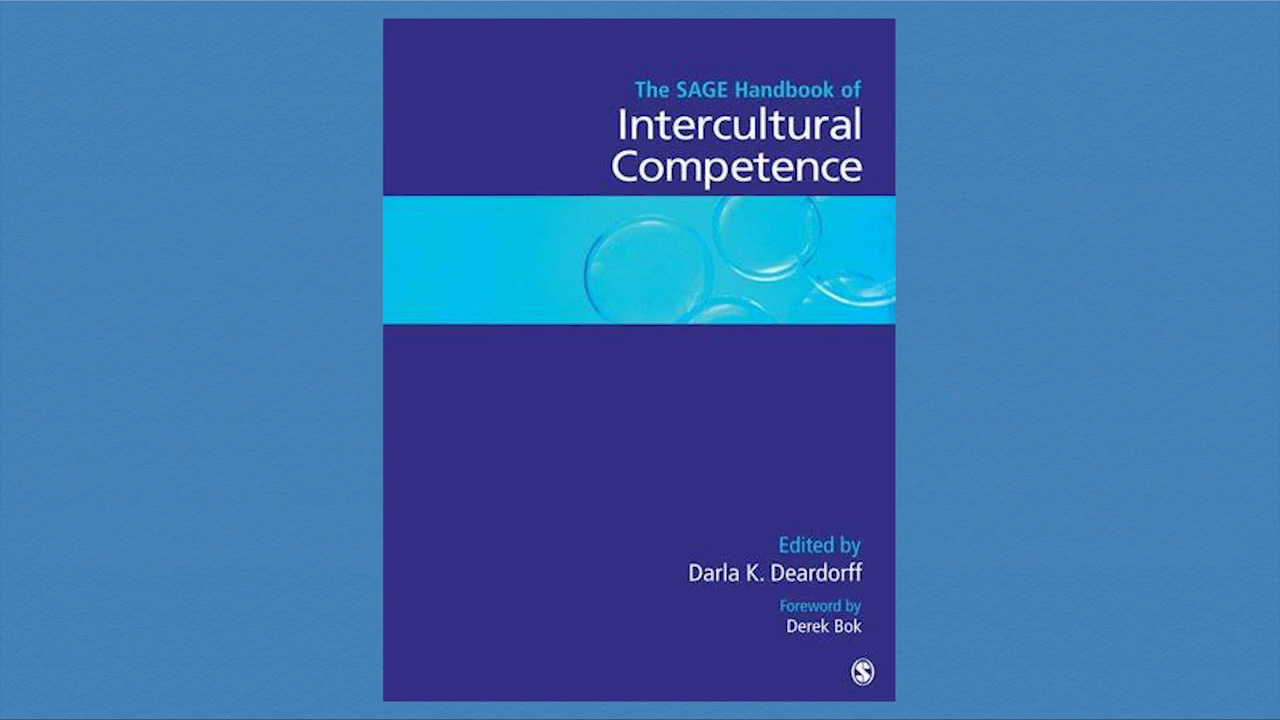 The SAGE Handbook of
Intercultural
Competence
Edited by
Darla K. Deardorff
Foreword by
Derek Bok
S